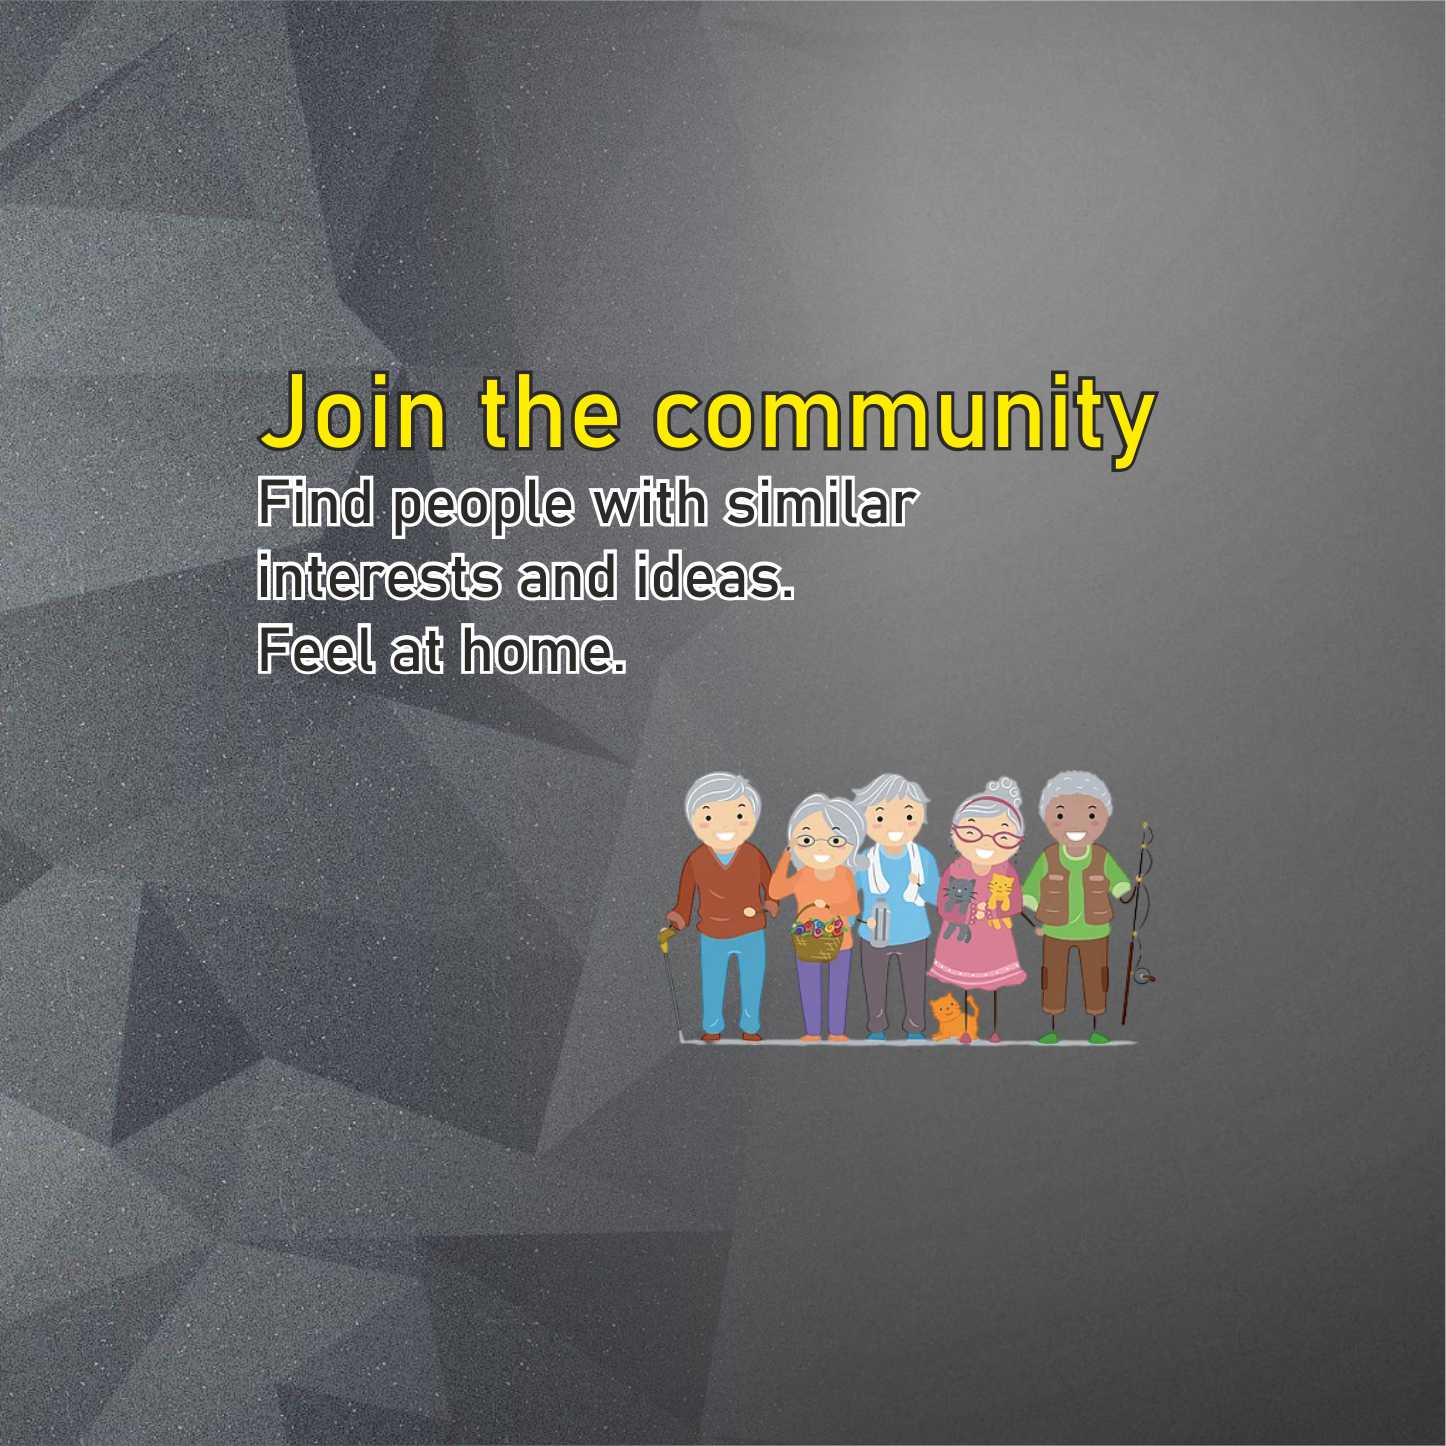 Join the community
Find people with similar
interests and ideas.
Feel at home.